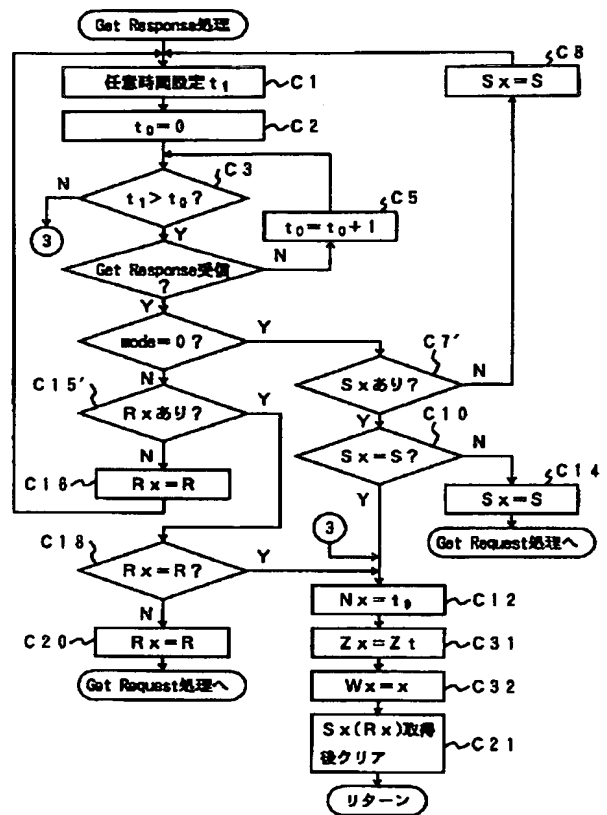 Get Response処理
任意時間設定 t₁
C1
t₀=0
C2
C3
t₁>t₀?
N
3
Y
C5
t₀=t₀+1
Get Response受信
?
N
Y
mode=0?
Y
N
C8
Sx=S
C7'
Sxあり?
N
Y
C15'
Rxあり?
Y
N
C16
Rx=R
C10
Sx=S?
N
Y
C14
Sx=S
Get Request処理へ
C18
Rx=R?
Y
N
C20
Rx=R
Get Request処理へ
3
Nx=t₀
C12
Zx=Zt
C31
Wx=x
C32
Sx(Rx)取得
後クリア
C21
リターン